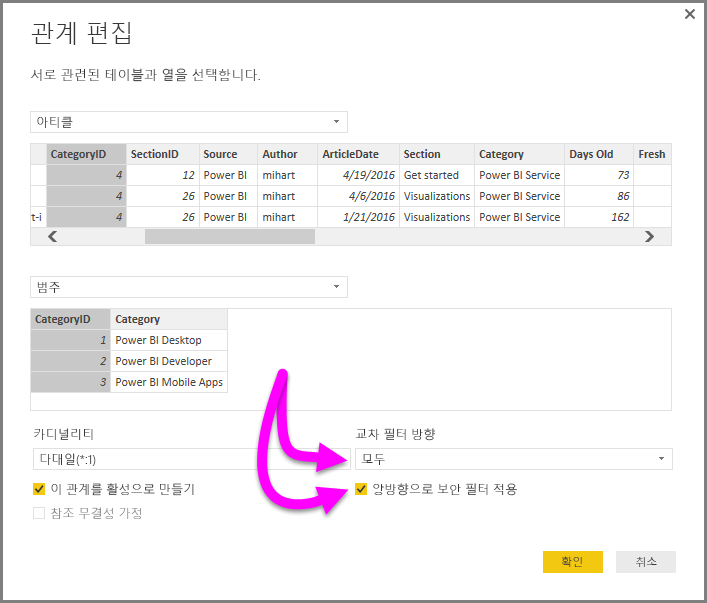 관계 편집
서로 관련된 테이블과 열을 선택합니다.
아티클
CategoryID SectionID Source Author ArticleDate Section Category Days Old Fresh
4 12 Power BI mihart 4/19/2016 Get started Power BI Service 73
4 26 Power BI mihart 4/6/2016 Visualizations Power BI Service 86
t-i 4 26 Power BI mihart 1/21/2016 Visualizations Power BI Service 162
범주
CategoryID Category
1 Power BI Desktop
2 Power BI Developer
3 Power BI Mobile Apps
카디널리티 교차 필터 방향
다대일(*:1) 모두
이 관계를 활성으로 만들기 양방향으로 보안 필터 적용
참조 무결성 가정
확인 취소